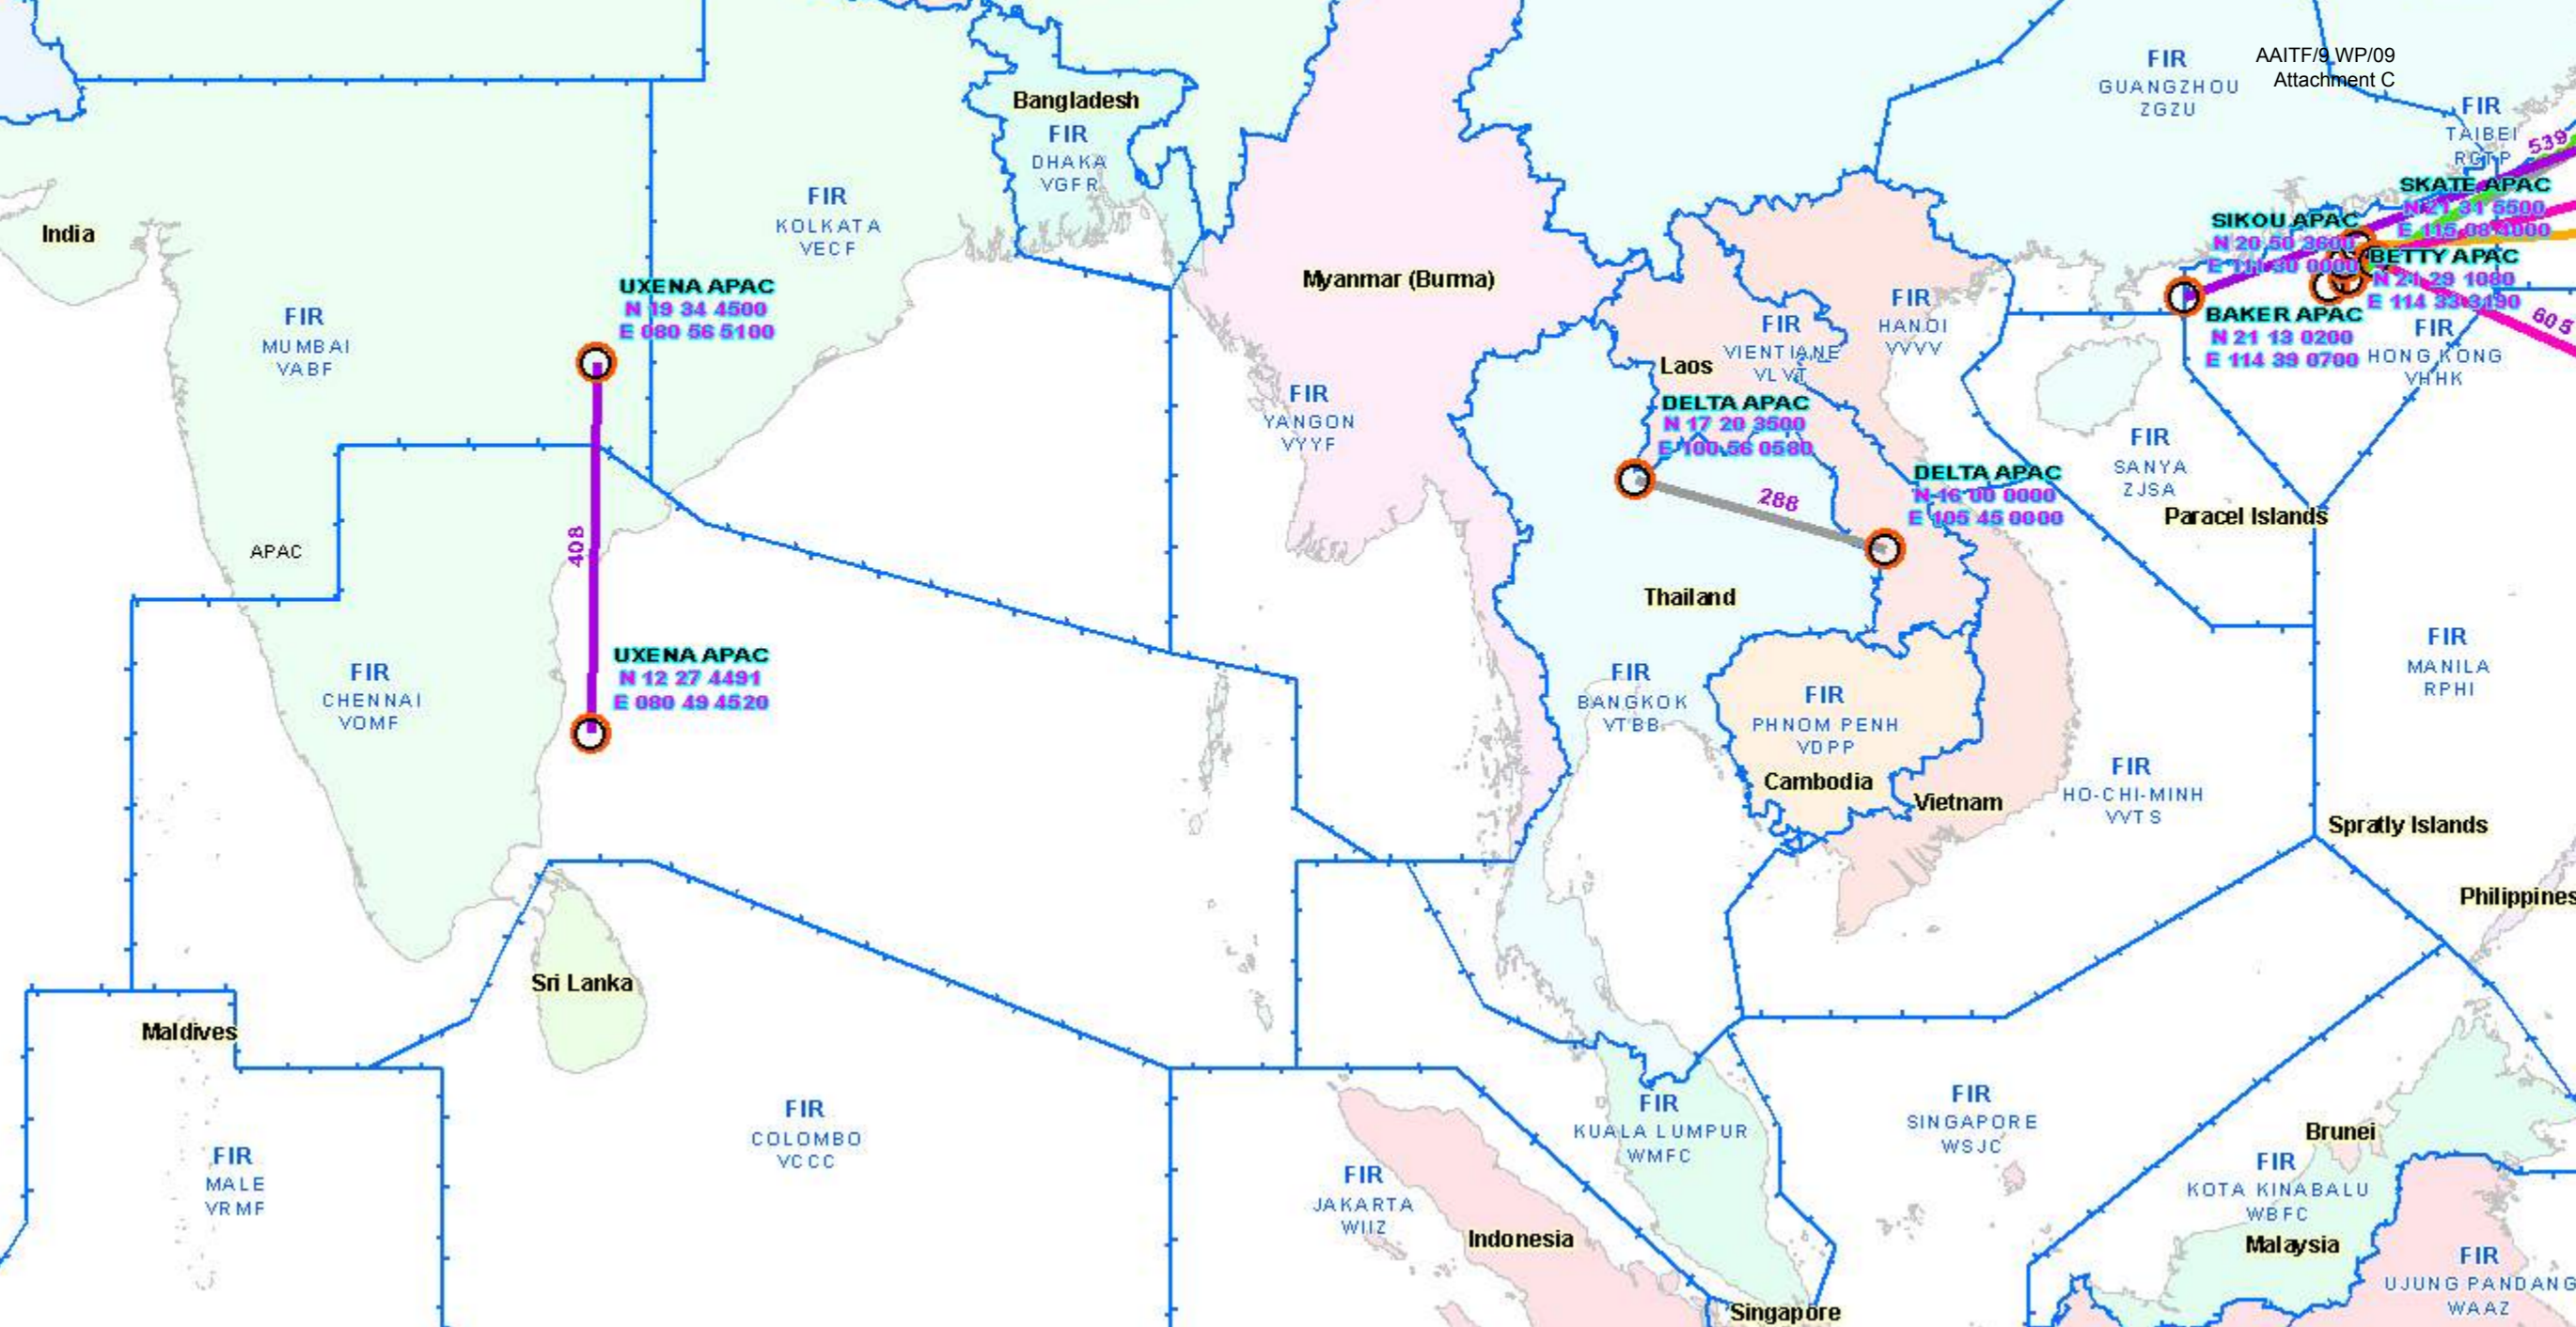 AAITF/9 WP/09
Attachment C
FIR
GUANGZHOU
ZGZU
FIR
TAIBEI
RCTP
539
Bangladesh
FIR
DHAKA
VGFR
India
FIR
KOLKATA
VECF
SKATE APAC
N 21 31 5500
E 115 08 4000
SIKOU APAC
N 20 50 3600
E 111 30 0000
BETTY APAC
N 21 29 1080
E 114 33 3190
BAKER APAC
N 21 13 0200
E 114 39 0700
605
FIR
HONG KONG
VHHK
Myanmar (Burma)
UXENA APAC
N 19 34 4500
E 080 56 5100
FIR
MUMBAI
VABF
FIR
HANOI
VVVV
FIR
VIENTIANE
VLVT
Laos
FIR
YANGON
VYYF
DELTA APAC
N 17 20 3500
E 100 56 0580
FIR
SANYA
ZJSA
DELTA APAC
N 16 00 0000
E 105 45 0000
288
Paracel Islands
408
APAC
Thailand
FIR
MANILA
RPHI
UXENA APAC
N 12 27 4491
E 080 49 4520
FIR
CHENNAI
VOMF
FIR
BANGKOK
VTBB
FIR
PHNOM PENH
VDPP
Cambodia
FIR
HO-CHI-MINH
VVTS
Vietnam
Spratly Islands
Philippines
Sri Lanka
Maldives
FIR
MALE
VRMF
FIR
COLOMBO
VCCC
FIR
KUALA LUMPUR
WMFC
FIR
SINGAPORE
WSJC
Brunei
FIR
JAKARTA
WIIZ
FIR
KOTA KINABALU
WBFC
Indonesia
Malaysia
FIR
UJUNG PANDANG
WAAZ
Singapore